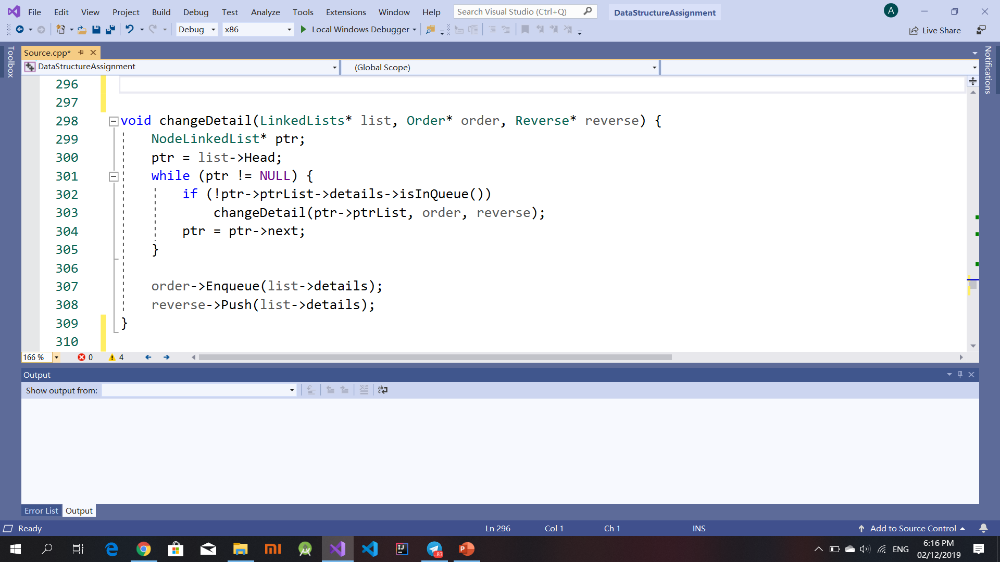 File Edit View Project Build Debug Test Analyze Tools Extensions Window Help Search Visual Studio (Ctrl+Q) DataStructureAssignment A
Debug x86 Local Windows Debugger Live Share
Toolbox
Source.cpp*
Notifications
DataStructureAssignment (Global Scope)
296
297
298 void changeDetail(LinkedLists* list, Order* order, Reverse* reverse) {
299 NodeLinkedList* ptr;
300 ptr = list->Head;
301 while (ptr != NULL) {
302 if (!ptr->ptrList->details->isInQueue())
303 changeDetail(ptr->ptrList, order, reverse);
304 ptr = ptr->next;
305 }
306
307 order->Enqueue(list->details);
308 reverse->Push(list->details);
309 }
310
166 % 0 4
Output
Show output from:
Error List Output
Ready Ln 296 Col 1 Ch 1 INS Add to Source Control
ENG 6:16 PM
02/12/2019